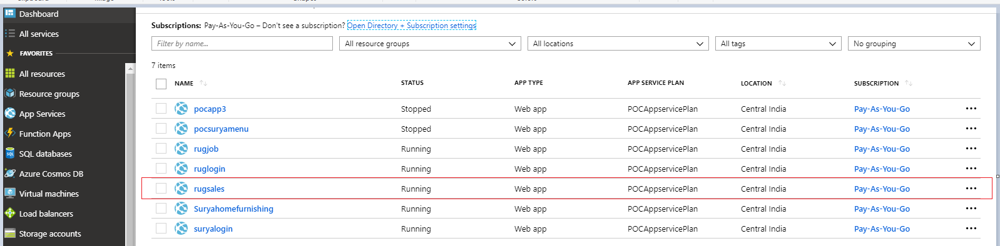 Dashboard
All services
FAVORITES
All resources
Resource groups
App Services
Function Apps
SQL databases
Azure Cosmos DB
Virtual machines
Load balancers
Storage accounts
Subscriptions: Pay-As-You-Go – Don't see a subscription? Open Directory + Subscription settings
Filter by name... All resource groups All locations All tags No grouping
7 items
NAME STATUS APP TYPE APP SERVICE PLAN LOCATION SUBSCRIPTION
pocapp3 Stopped Web app POCAppservicePlan Central India Pay-As-You-Go
pocsuryamenu Stopped Web app POCAppservicePlan Central India Pay-As-You-Go
rugjob Running Web app POCAppservicePlan Central India Pay-As-You-Go
ruglogin Running Web app POCAppservicePlan Central India Pay-As-You-Go
rugsales Running Web app POCAppservicePlan Central India Pay-As-You-Go
Suryahomefurnishing Running Web app POCAppservicePlan Central India Pay-As-You-Go
suryalogin Running Web app POCAppservicePlan Central India Pay-As-You-Go